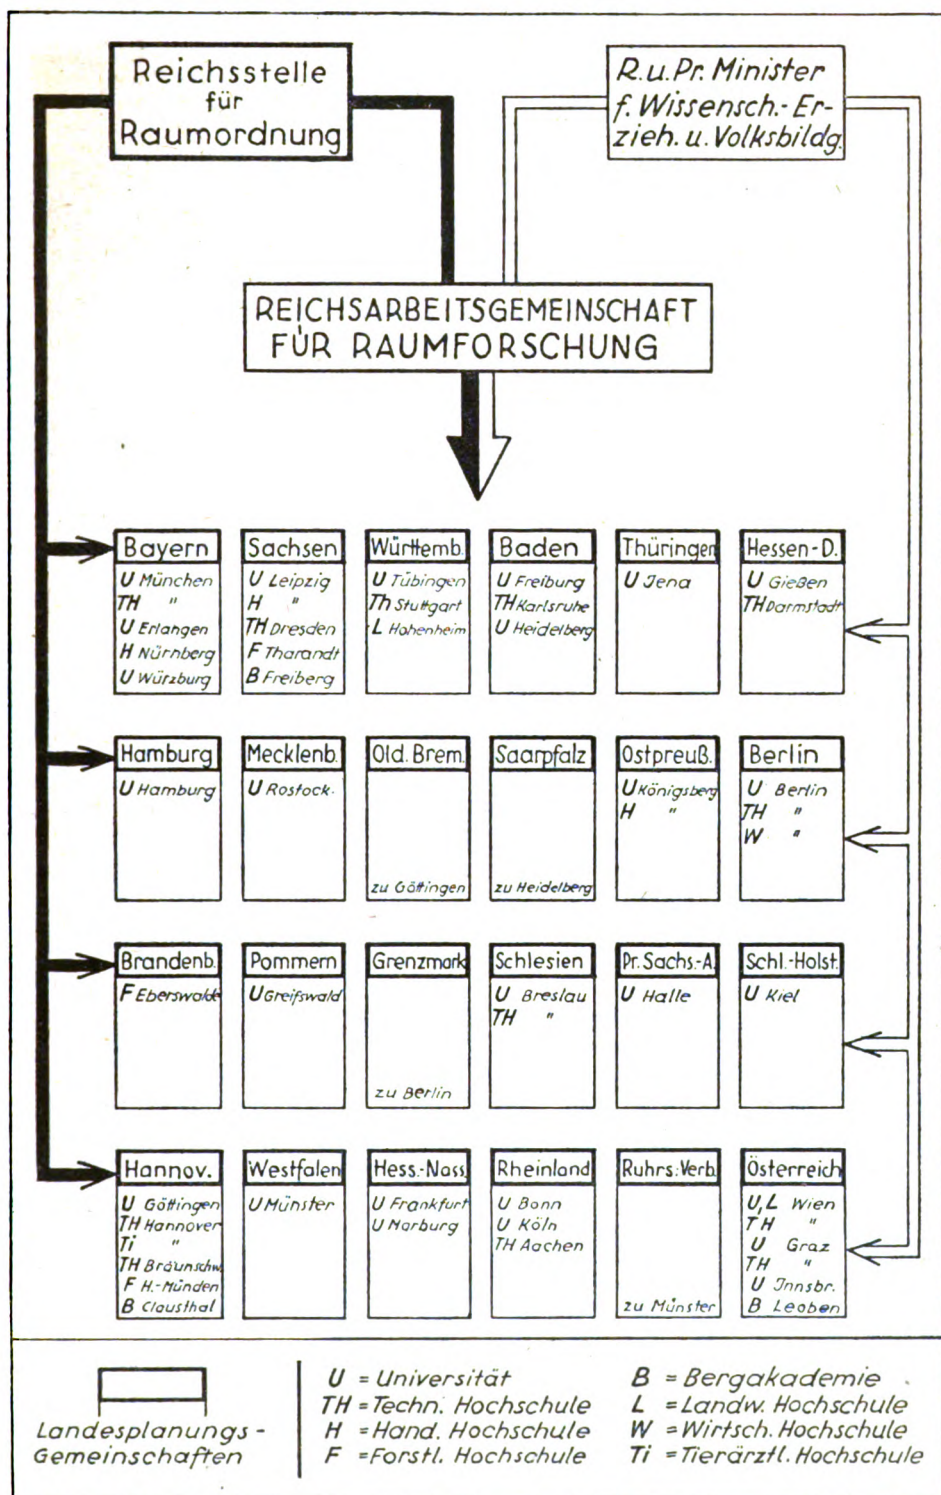 Reichsstelle
für
Raumordnung
R.u.Pr. Minister
f. Wissensch.- Er-
zieh. u. Volksbildg.
REICHSARBEITSGEMEINSCHAFT
FÜR RAUMFORSCHUNG
Bayern
U München
TH "
U Erlangen
H Nürnberg
U Würzburg
Sachsen
U Leipzig
H "
TH Dresden
F Tharandt
B Freiberg
Württemb.
U Tübingen
Th Stuttgart
L Hohenheim
Baden
U Freiburg
TH Karlsruhe
U Heidelberg
Thüringen
U Jena
Hessen-D.
U Gießen
TH Darmstadt
Hamburg
U Hamburg
Mecklenb.
U Rostock.
Old. Brem.
zu Göttingen
Saarpfalz
zu Heidelberg
Ostpreuß.
U Königsberg
H "
Berlin
U Berlin
TH "
W "
Brandenb.
F Eberswalde
Pommern
U Greifswald
Grenzmark
zu Berlin
Schlesien
U Breslau
TH "
Pr. Sachs.-A.
U Halle
Schl.-Holst.
U Kiel
Hannov.
U Göttingen
TH Hannover
Ti "
TH Braunschw.
F H.-Münden
B Clausthal
Westfalen
U Münster
Hess.-Nass.
U Frankfurt
U Marburg
Rheinland
U Bonn
U Köln
TH Aachen
Ruhrs.-Verb.
zu Münster
Österreich
U, L Wien
TH "
U Graz
TH "
U Innsbr.
B Leoben
Landesplanungs-
Gemeinschaften
U = Universität
TH = Techn. Hochschule
H = Hand. Hochschule
F = Forstl. Hochschule
B = Bergakademie
L = Landw. Hochschule
W = Wirtsch. Hochschule
Ti = Tierärztl. Hochschule